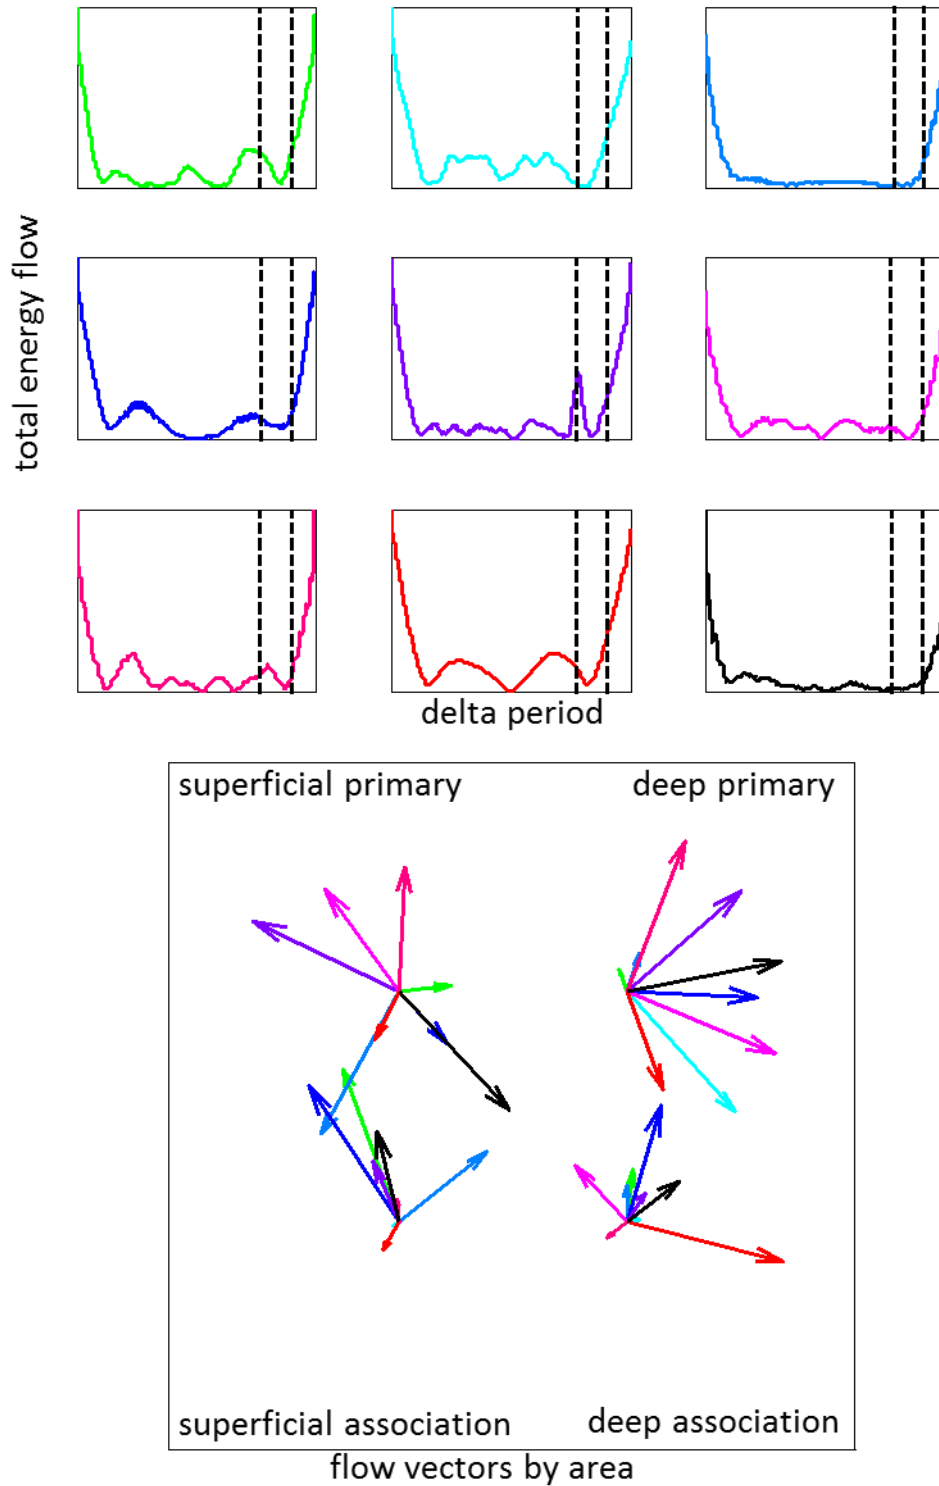 total energy flow
delta period
superficial primary
deep primary
superficial association
deep association
flow vectors by area